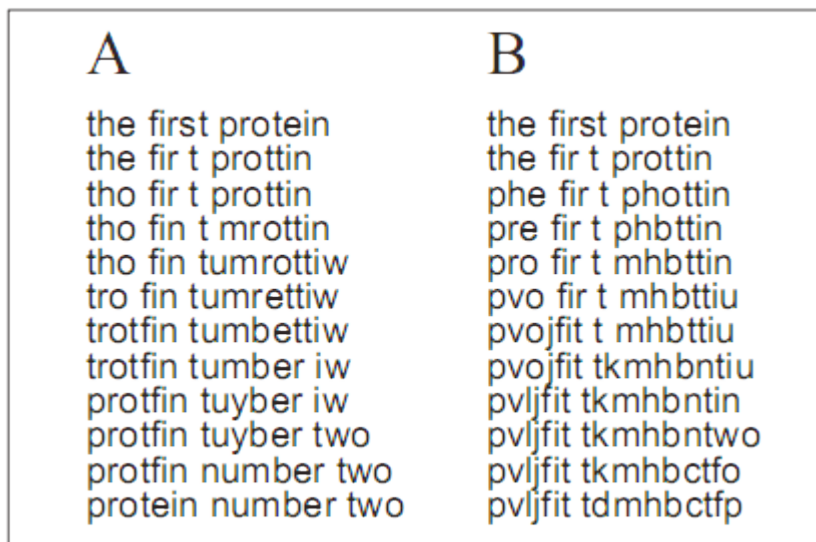 A
the first protein
the fir t prottin
tho fir t prottin
tho fin t mrottin
tho fin tumrottiw
tro fin tumrettiw
trotfin tumbettiw
trotfin tumber iw
protfin tuyber iw
protfin tuyber two
protfin number two
protein number two
B
the first protein
the fir t prottin
phe fir t phottin
pre fir t phbttin
pro fir t mhbttin
pvo fir t mhbttiu
pvojfit t mhbttiu
pvojfit tkmhbntiu
pvljfit tkmhbntin
pvljfit tkmhbntwo
pvljfit tkmhbctfo
pvljfit tdmhbctfp